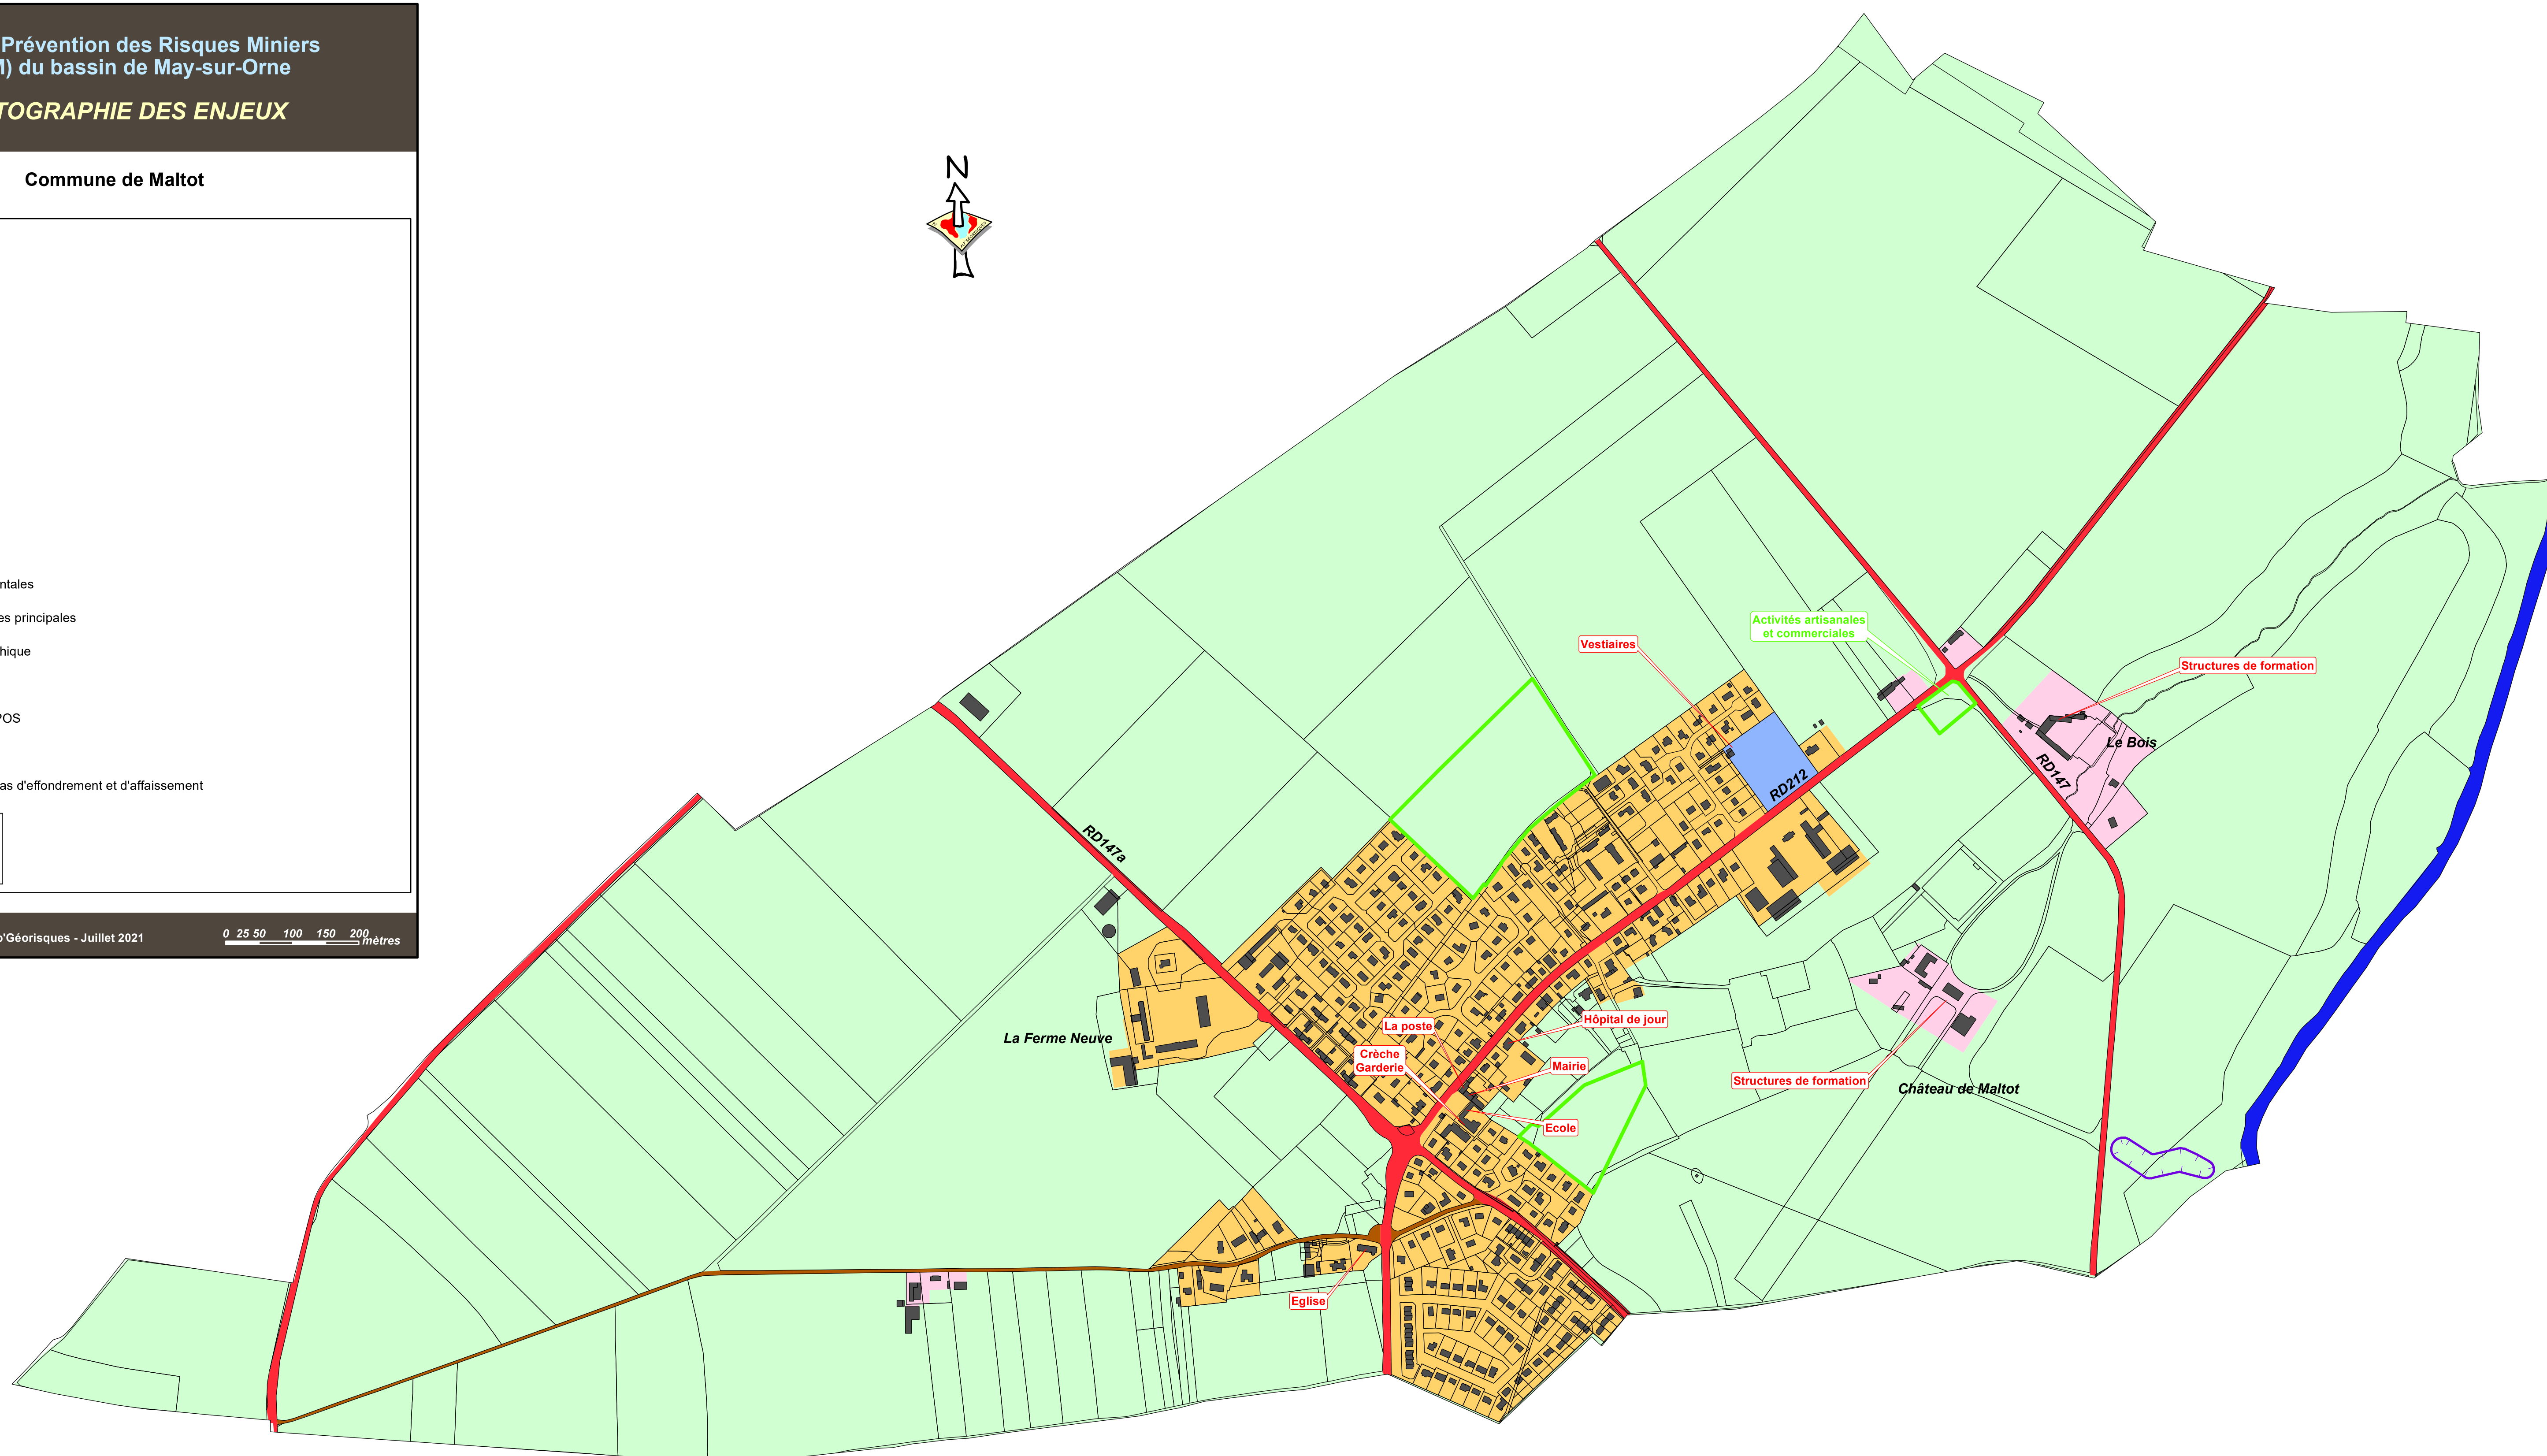 Prévention des Risques Miniers
M) du bassin de May-sur-Orne
TOGRAPHIE DES ENJEUX
Commune de Maltot
ntales
es principales
hique
POS
as d'effondrement et d'affaissement
o'Géorisques - Juillet 2021
0 25 50 100 150 200
mètres
N
Activités artisanales
et commerciales
Vestiaires
Structures de formation
Le Bois
RD147
RD212
RD147a
La Ferme Neuve
La poste
Hôpital de jour
Crèche
Garderie
Mairie
Structures de formation
Château de Maltot
Ecole
Eglise